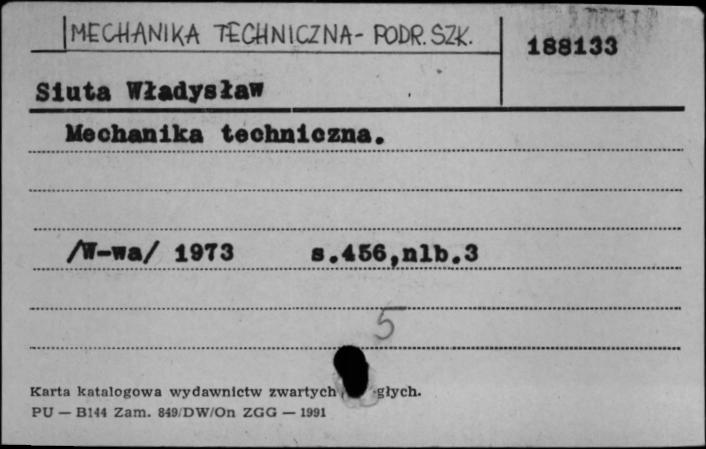 MECHANIKA TECHNICZNA - PODR. SZK.
188133
Siuta Władysław
Mechanika techniczna.
/W-wa/ 1973 s.456,nlb.3
5
Karta katalogowa wydawnictw zwartych głych.
PU — B144 Zam. 849/DW/On ZGG — 1991